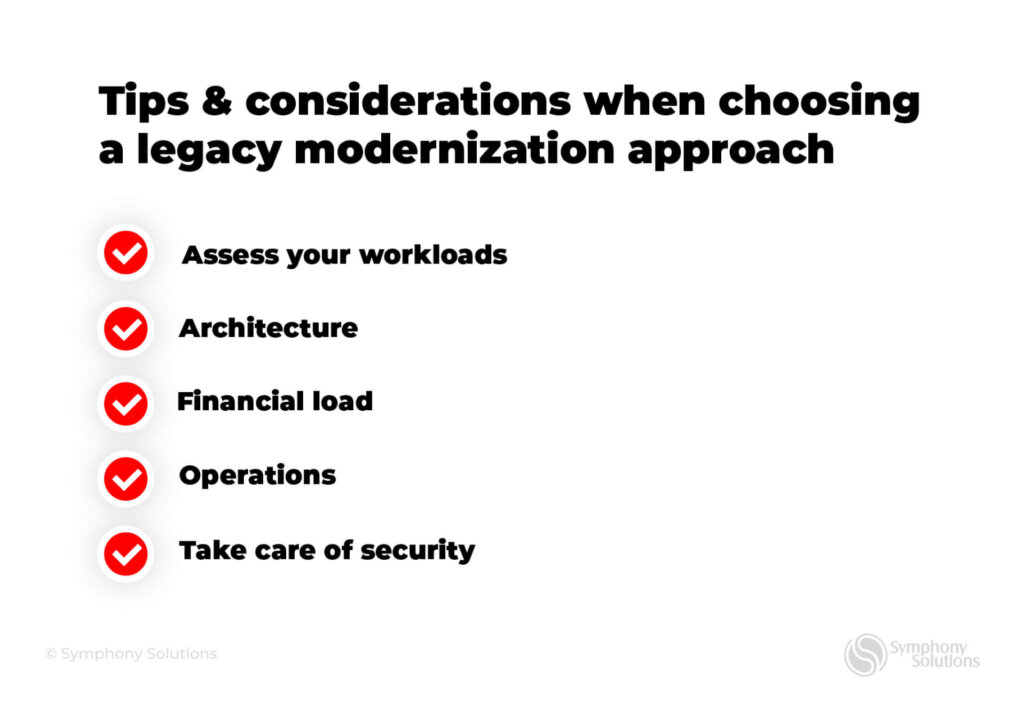 Tips & considerations when choosing
a legacy modernization approach
Assess your workloads
Architecture
Financial load
Operations
Take care of security
© Symphony Solutions
Symphony
Solutions